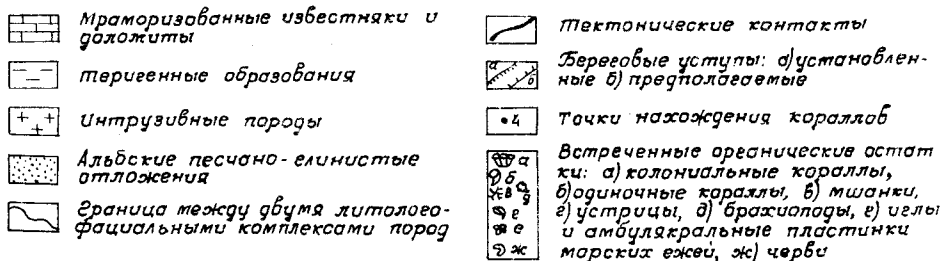 Мраморизованные известняки и
доломиты
Теригенные образования
Интрузивные породы
Альбские песчано-глинистые
отложения
Граница между двумя литолого-
фациальными комплексами пород
Тектонические контакты
а б
Береговые уступы: а) установлен-
ные б) предполагаемые
4
Точки нахождения кораллов
а
б
в д
г
е
ж
Встреченные органические остат
ки: а) колониальные кораллы,
б) одиночные кораллы, в) мшанки,
г) устрицы, д) брахиоподы, е) иглы
и амбулякральные пластинки
морских ежей, ж) черви